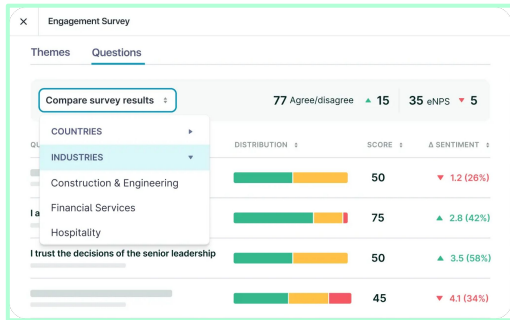 Engagement Survey
Themes Questions
Compare survey results 77 Agree/disagree 15 35 eNPS 5
COUNTRIES
QU DISTRIBUTION SCORE Δ SENTIMENT
INDUSTRIES
Construction & Engineering 50 1.2 (26%)
Financial Services
I a 75 2.8 (42%)
Hospitality
I trust the decisions of the senior leadership 50 3.5 (58%)
45 4.1 (34%)